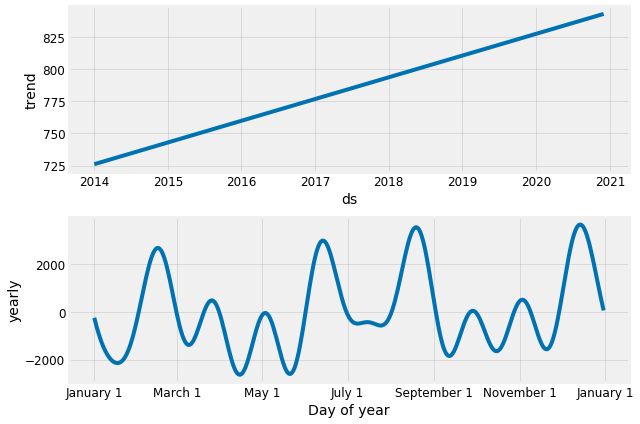 trend
825
800
775
750
725
2014 2015 2016 2017 2018 2019 2020 2021
ds
yearly
2000
0
−2000
January 1 March 1 May 1 July 1 September 1 November 1 January 1
Day of year